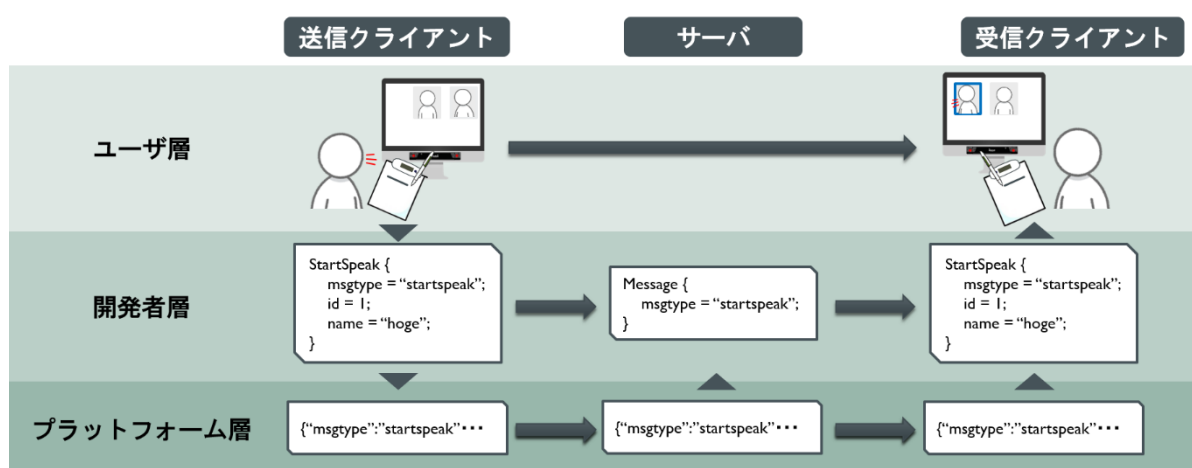 送信クライアント
サーバ
受信クライアント
ユーザ層
開発者層
StartSpeak {
msgtype = “startspeak”;
id = 1;
name = “hoge”;
}
Message {
msgtype = “startspeak”;
}
StartSpeak {
msgtype = “startspeak”;
id = 1;
name = “hoge”;
}
プラットフォーム層
{“msgtype”:”startspeak”･･･
{“msgtype”:”startspeak”･･･
{“msgtype”:”startspeak”･･･